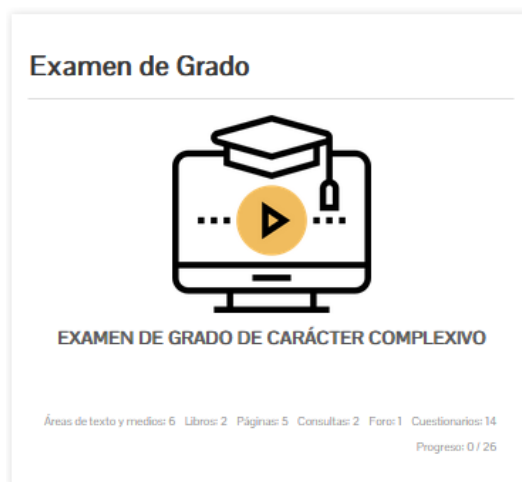 Examen de Grado
EXAMEN DE GRADO DE CARÁCTER COMPLEXIVO
Áreas de texto y medios: 6 Libros: 2 Páginas: 5 Consultas: 2 Foro: 1 Cuestionarios: 14
Progreso: 0 / 26